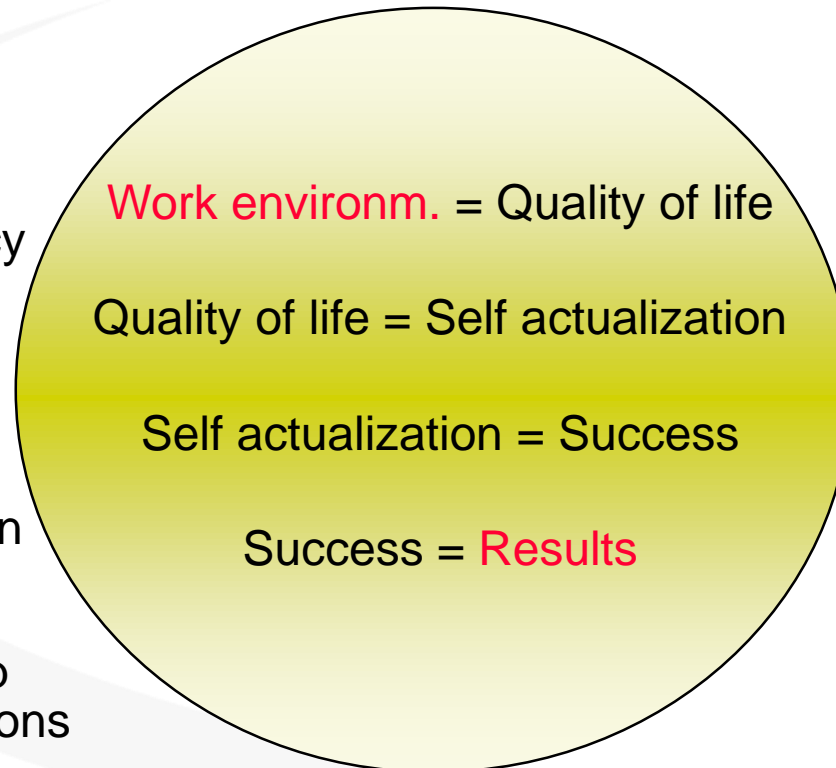 Work environm. = Quality of life
Quality of life = Self actualization
Self actualization = Success
Success = Results